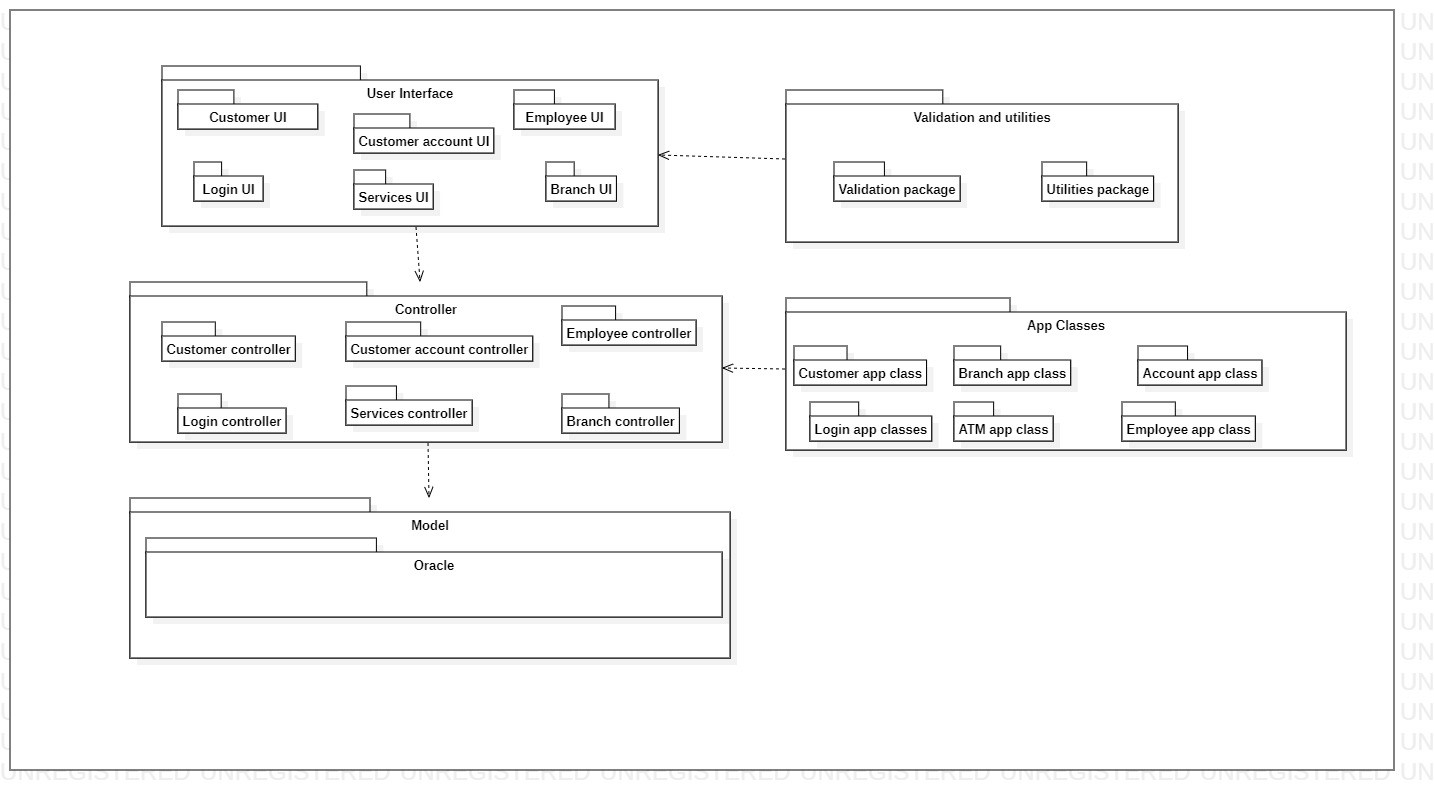 User Interface
Customer UI
Customer account UI
Employee UI
Login UI
Services UI
Branch UI
Validation and utilities
Validation package
Utilities package
Controller
Customer controller
Customer account controller
Employee controller
Login controller
Services controller
Branch controller
App Classes
Customer app class
Branch app class
Account app class
Login app classes
ATM app class
Employee app class
Model
Oracle
UNREGISTERED UNREGISTERED UNREGISTERED UNREGISTERED UNREGISTERED UNREGISTERED UNREGISTERED UN